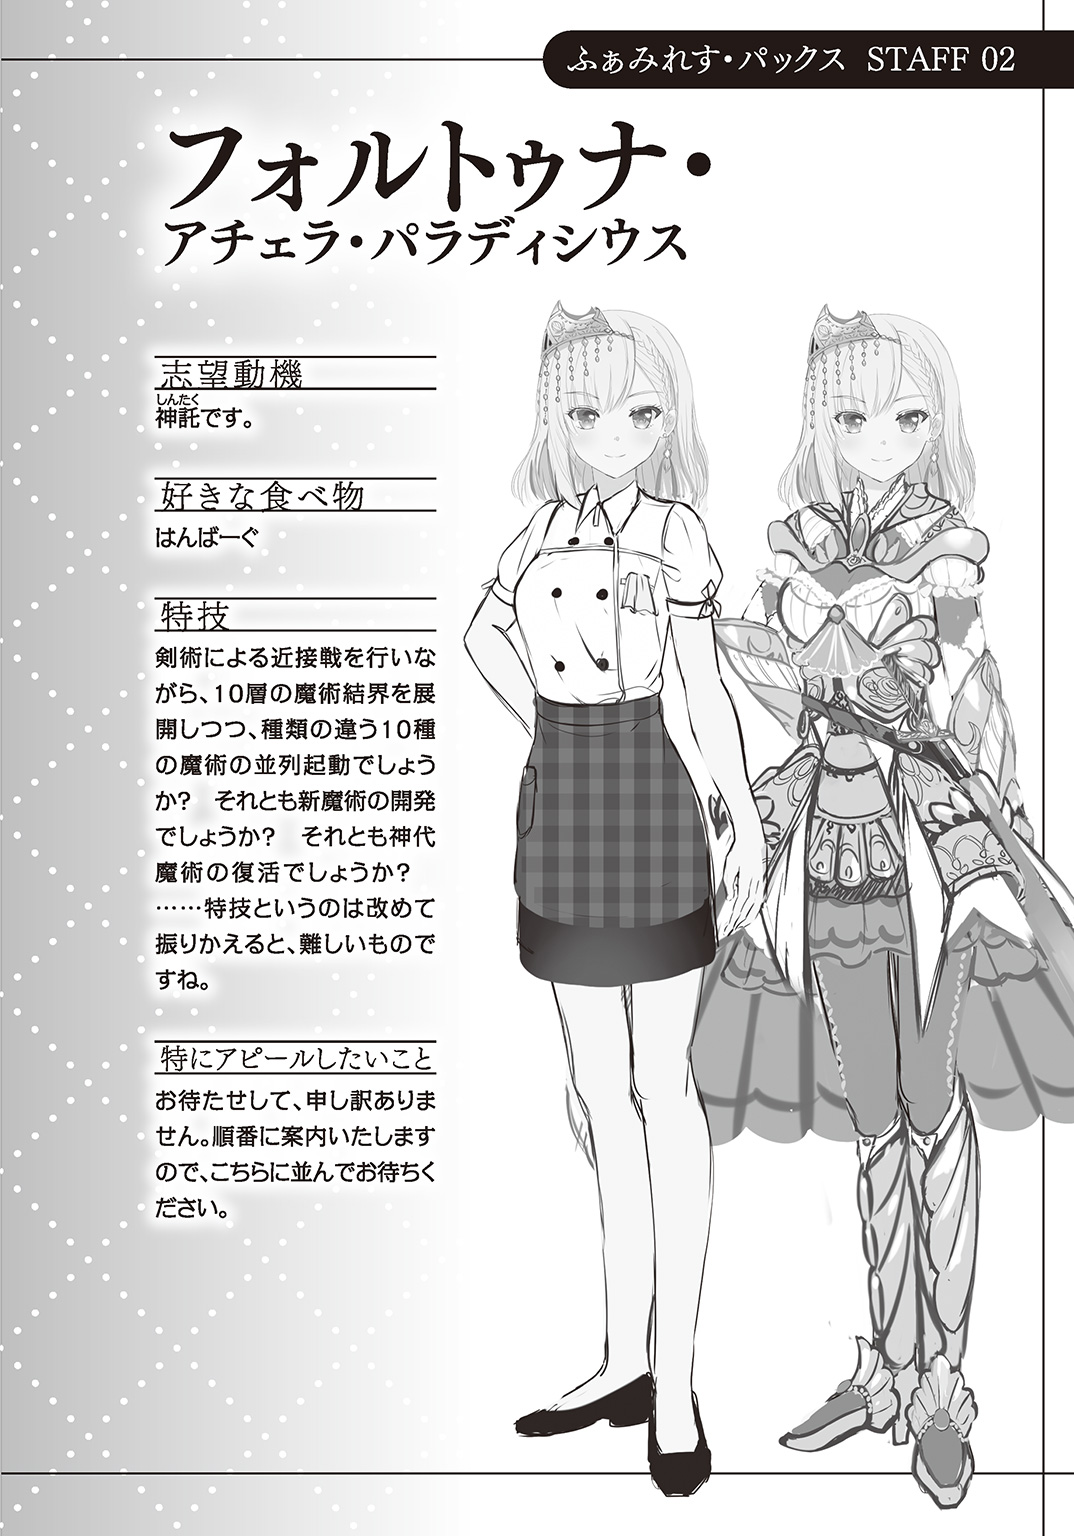 ふぁみれす・パックス STAFF 02
フォルトゥナ・
アチェラ・パラディシウス
志望動機
しんたく
神託です。
好きな食べ物
はんばーぐ
特技
剣術による近接戦を行いな
がら、10層の魔術結界を展
開しつつ、種類の違う10種
の魔術の並列起動でしょう
か？　それとも新魔術の開発
でしょうか？　それとも神代
魔術の復活でしょうか？
……特技というのは改めて
振りかえると、難しいもので
すね。
特にアピールしたいこと
お待たせして、申し訳ありま
せん。順番に案内いたします
ので、こちらに並んでお待ちく
ださい。